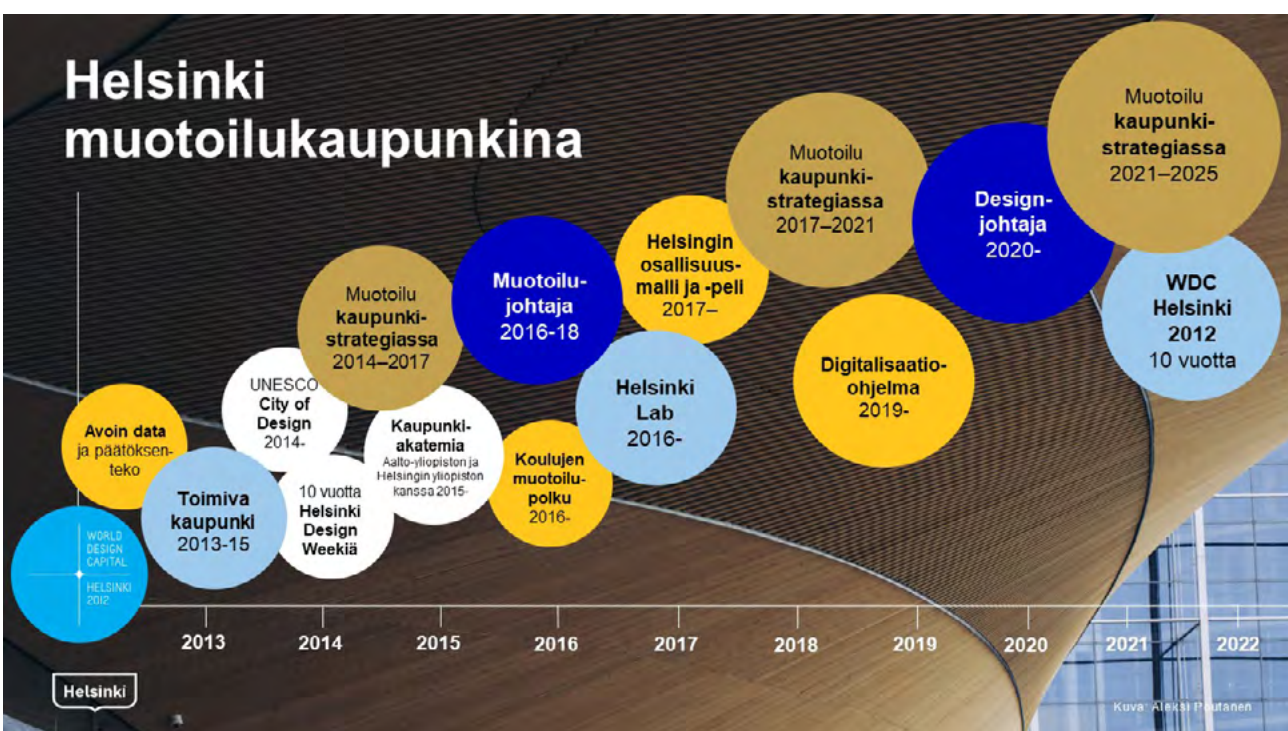 Helsinki
muotoilukaupunkina
WORLD
DESIGN
CAPITAL
HELSINKI
2012
Avoin data
ja päätöksen-
teko
Toimiva
kaupunki
2013-15
UNESCO
City of
Design
2014-
10 vuotta
Helsinki
Design
Weekiä
Muotoilu
kaupunki-
strategiassa
2014–2017
Kaupunki-
akatemia
Aalto-yliopiston ja
Helsingin yliopiston
kanssa 2015-
Muotoilu-
johtaja
2016-18
Koulujen
muotoilu-
polku
2016-
Helsinki
Lab
2016-
Helsingin
osallisuus-
malli ja -peli
2017–
Muotoilu
kaupunki-
strategiassa
2017–2021
Digitalisaatio-
ohjelma
2019-
Design-
johtaja
2020-
Muotoilu
kaupunki-
strategiassa
2021–2025
WDC
Helsinki
2012
10 vuotta
2013 2014 2015 2016 2017 2018 2019 2020 2021 2022
Helsinki
Kuva: Aleksi Poutanen